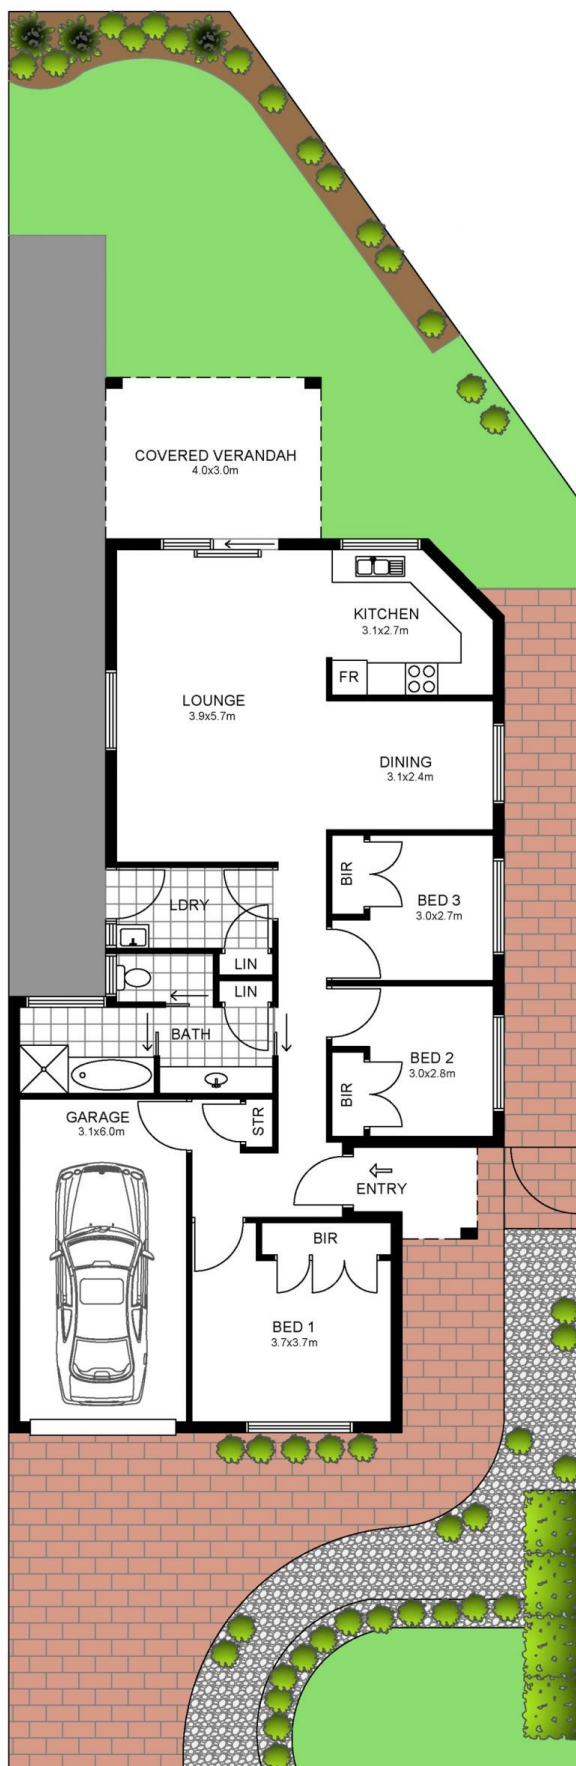 COVERED VERANDAH
4.0x3.0m
KITCHEN
3.1x2.7m
FR
LOUNGE
3.9x5.7m
DINING
3.1x2.4m
BIR
BED 3
3.0x2.7m
LDRY
LIN
LIN
BATH
BED 2
3.0x2.8m
BIR
GARAGE
3.1x6.0m
STR
ENTRY
BIR
BED 1
3.7x3.7m